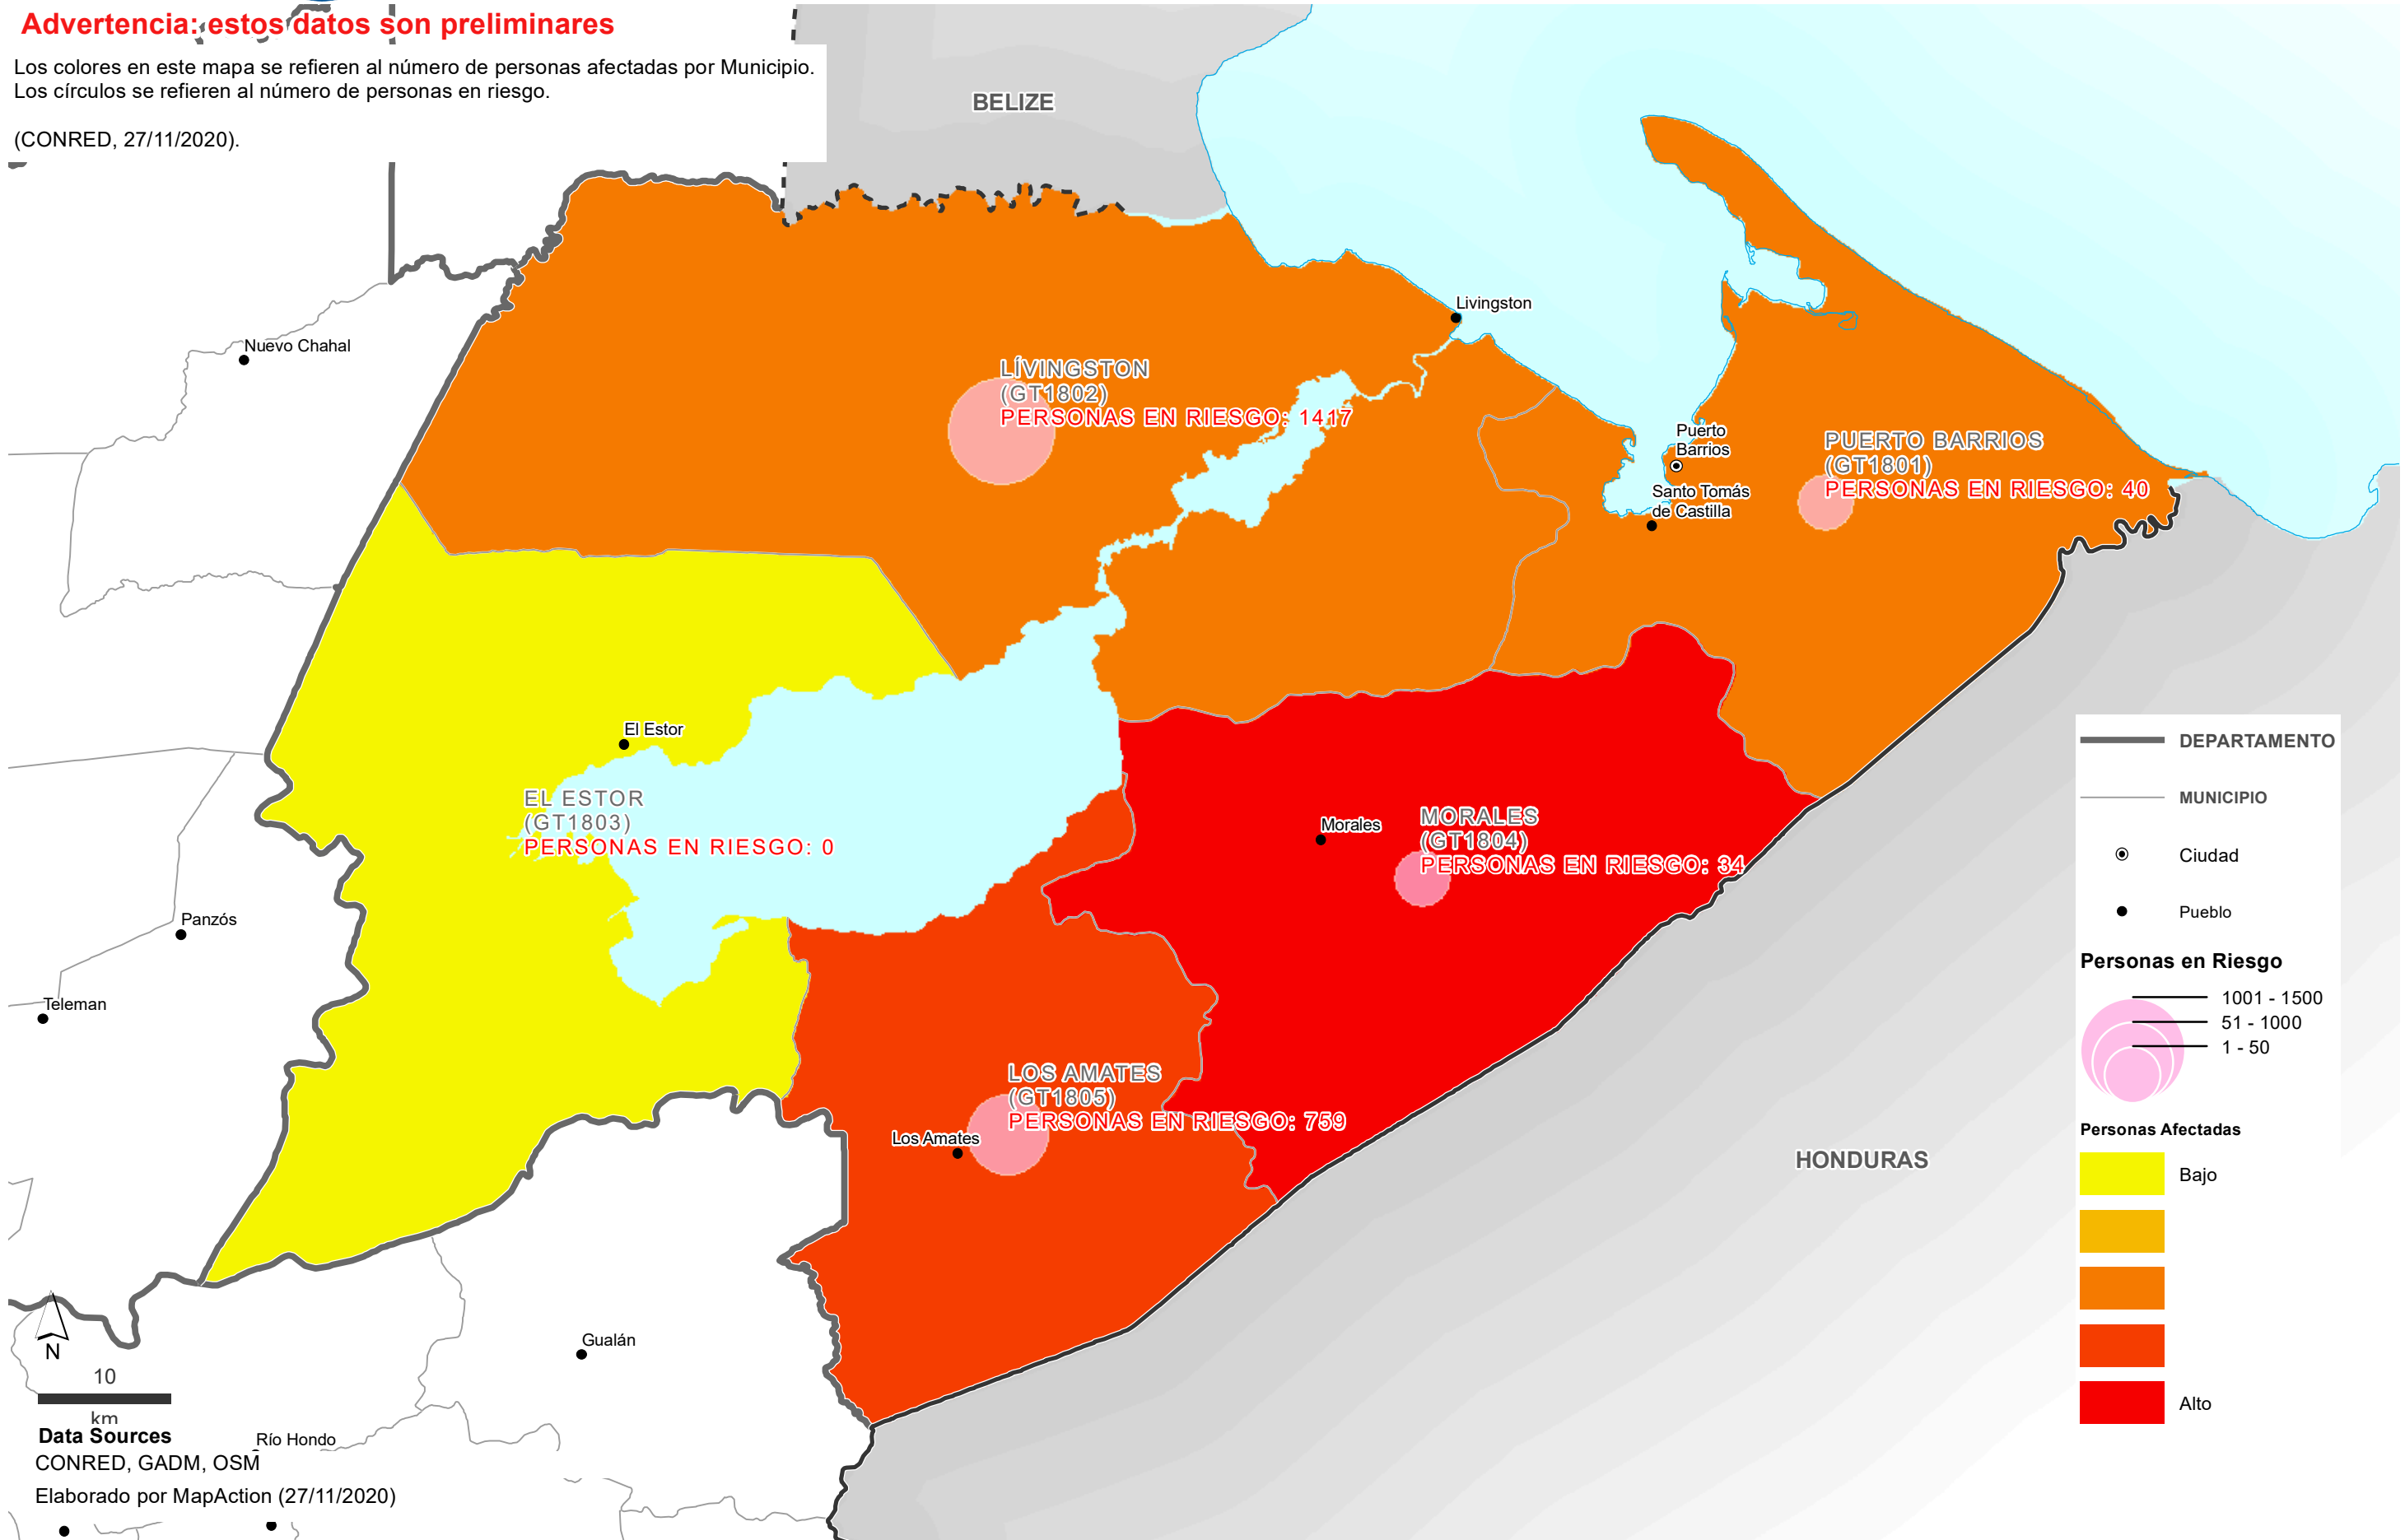 Advertencia: estos datos son preliminares
Los colores en este mapa se refieren al número de personas afectadas por Municipio.
Los círculos se refieren al número de personas en riesgo.
(CONRED, 27/11/2020).
BELIZE
Livingston
Nuevo Chahal
LÍVINGSTON
(GT1802)
PERSONAS EN RIESGO: 1417
Puerto
Barrios
PUERTO BARRIOS
(GT1801)
PERSONAS EN RIESGO: 40
Santo Tomás
de Castilla
El Estor
EL ESTOR
(GT1803)
PERSONAS EN RIESGO: 0
Morales
MORALES
(GT1804)
PERSONAS EN RIESGO: 34
Panzós
Teleman
LOS AMATES
(GT1805)
PERSONAS EN RIESGO: 759
Los Amates
HONDURAS
Gualán
Río Hondo
DEPARTAMENTO
MUNICIPIO
Ciudad
Pueblo
Personas en Riesgo
1001 - 1500
51 - 1000
1 - 50
Personas Afectadas
Bajo
Alto
N
10
km
Data Sources
CONRED, GADM, OSM
Elaborado por MapAction (27/11/2020)